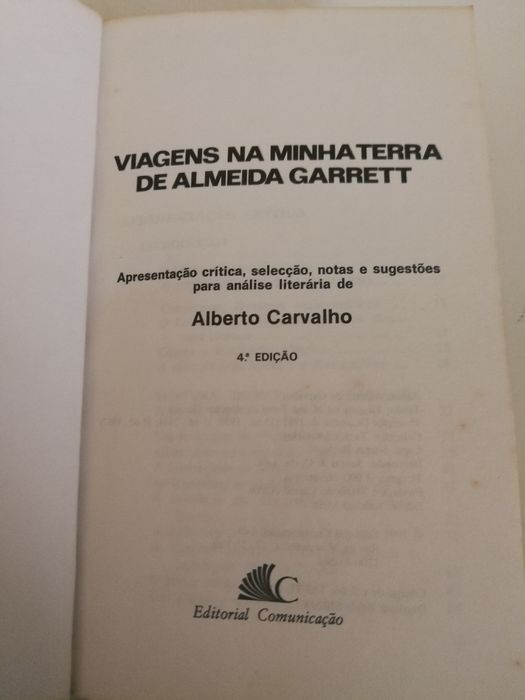 VIAGENS NA MINHA TERRA
DE ALMEIDA GARRETT
Apresentação crítica, selecção, notas e sugestões
para análise literária de
Alberto Carvalho
4.ª EDIÇÃO
C
Editorial Comunicação